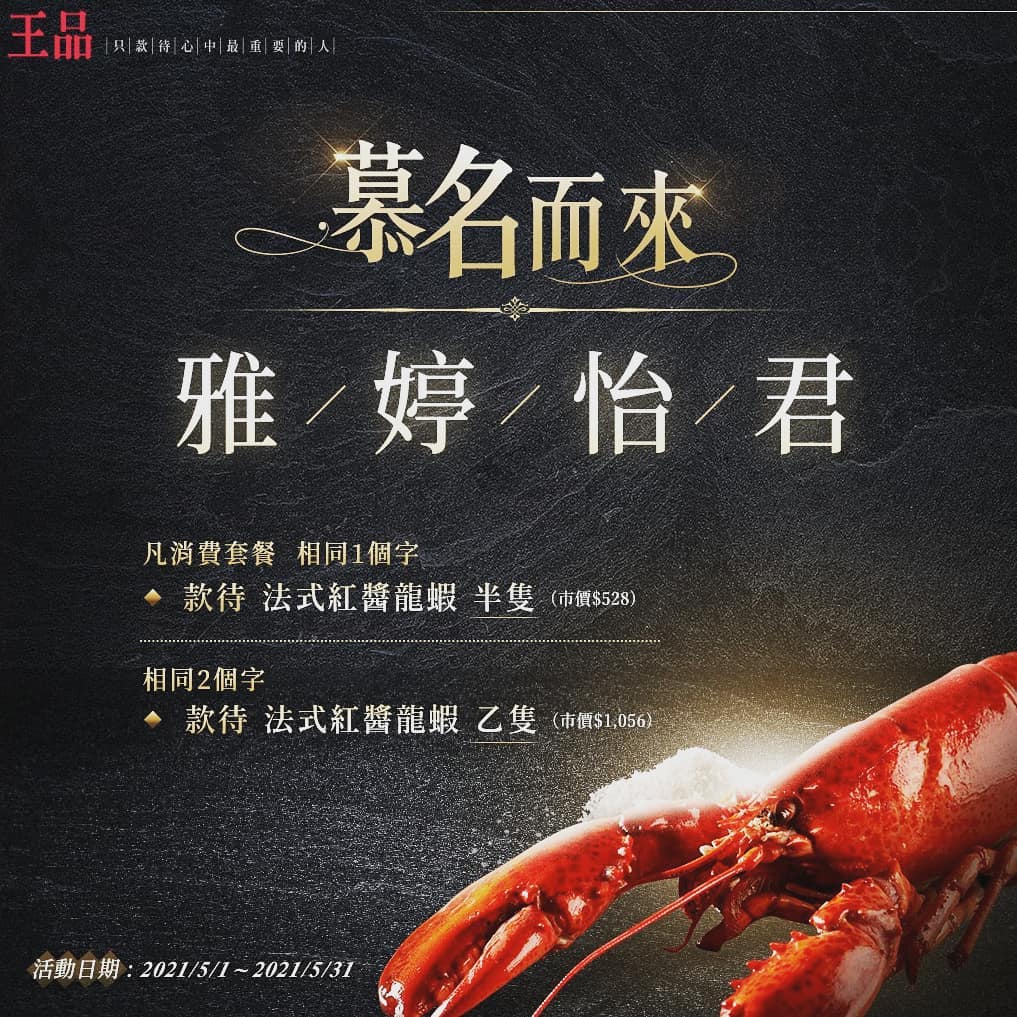 王品 |只|款|待|心|中|最|重|要|的|人|
慕名而來
雅／婷／怡／君
凡消費套餐 相同1個字
◆ 款待 法式紅醬龍蝦 半隻 (市價$528)
相同2個字
◆ 款待 法式紅醬龍蝦 乙隻 (市價$1,056)
活動日期：2021/5/1 ~ 2021/5/31